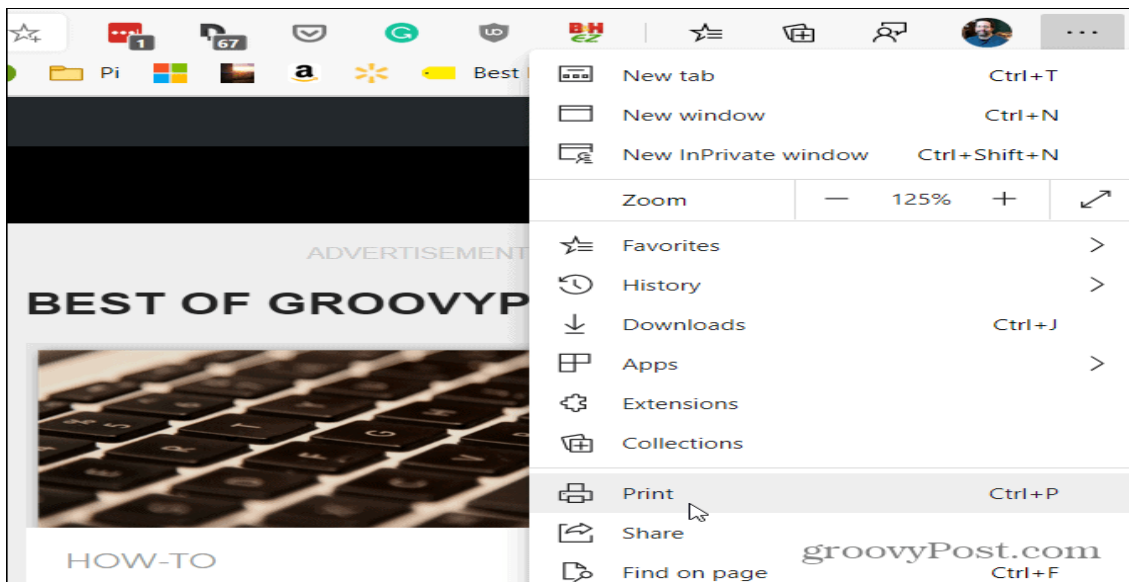 1
67
UO
B H
EZ
...
Pi
a
Best
New tab Ctrl+T
New window Ctrl+N
New InPrivate window Ctrl+Shift+N
Zoom — 125% +
ADVERTISEMENT
Favorites
BEST OF GROOVYP
History
Downloads Ctrl+J
Apps
Extensions
Collections
Print Ctrl+P
Share
groovyPost.com
HOW-TO
Find on page Ctrl+F